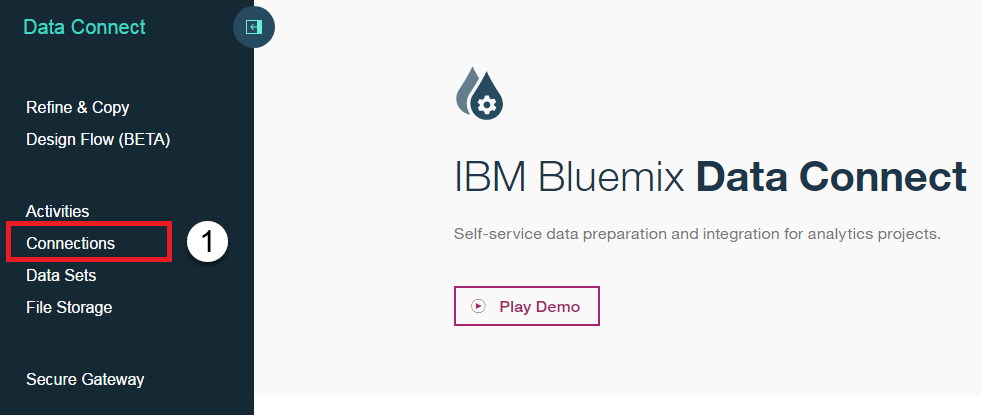 Data Connect
Refine & Copy
Design Flow (BETA)
Activities
Connections
1
Data Sets
File Storage
Secure Gateway
IBM Bluemix Data Connect
Self-service data preparation and integration for analytics projects.
Play Demo